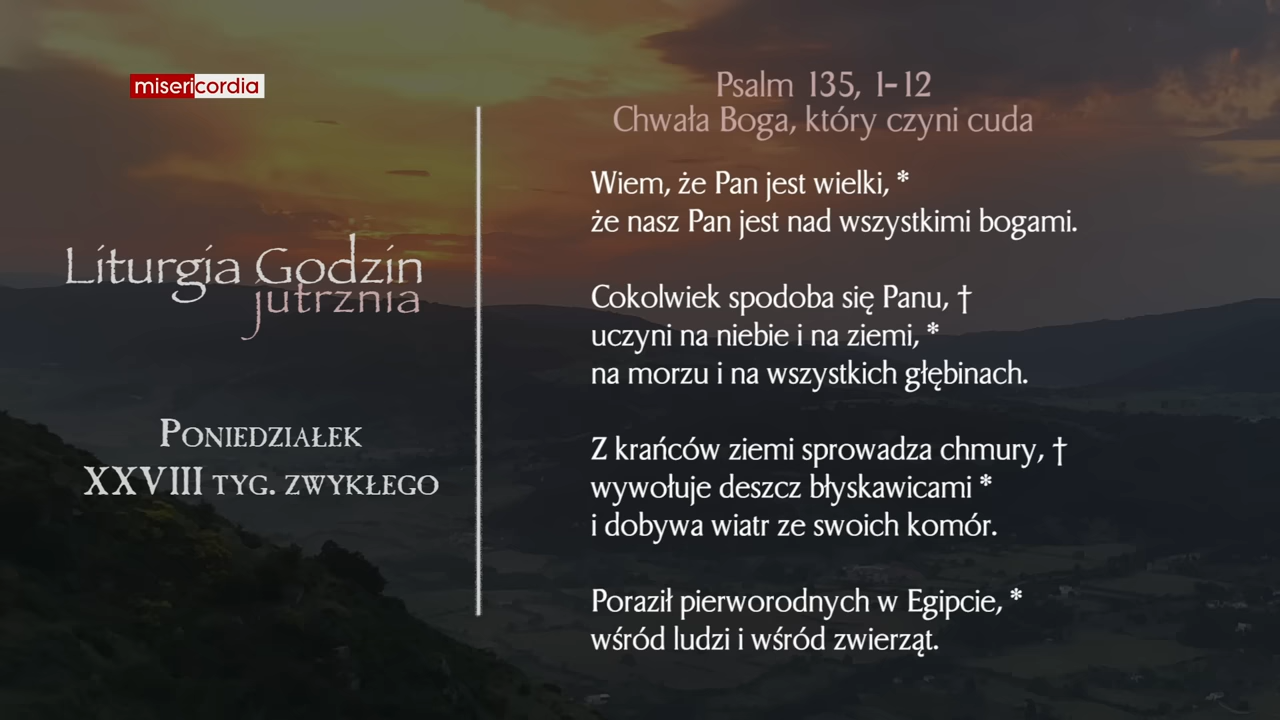 misericordia
Liturgia Godzin
jutrznia
Poniedziałek
XXVIII tyg. zwykłego
Psalm 135, 1-12
Chwała Boga, który czyni cuda
Wiem, że Pan jest wielki, *
że nasz Pan jest nad wszystkimi bogami.
Cokolwiek spodoba się Panu, †
uczyni na niebie i na ziemi, *
na morzu i na wszystkich głębinach.
Z krańców ziemi sprowadza chmury, †
wywołuje deszcz błyskawicami *
i dobywa wiatr ze swoich komór.
Poraził pierworodnych w Egipcie, *
wśród ludzi i wśród zwierząt.